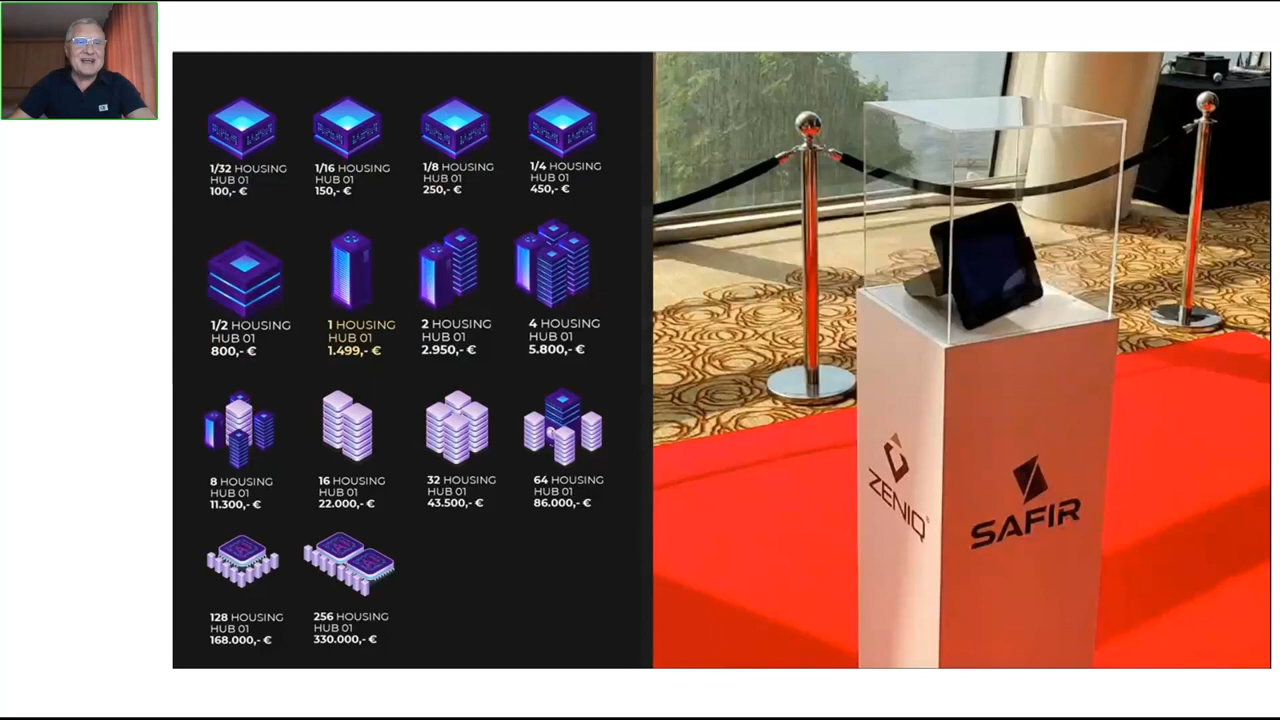 1/32 HOUSING
HUB 01
100,- €
1/16 HOUSING
HUB 01
150,- €
1/8 HOUSING
HUB 01
250,- €
1/4 HOUSING
HUB 01
450,- €
1/2 HOUSING
HUB 01
800,- €
1 HOUSING
HUB 01
1.499,- €
2 HOUSING
HUB 01
2.950,- €
4 HOUSING
HUB 01
5.800,- €
8 HOUSING
HUB 01
11.300,- €
16 HOUSING
HUB 01
22.000,- €
32 HOUSING
HUB 01
43.500,- €
64 HOUSING
HUB 01
86.000,- €
128 HOUSING
HUB 01
168.000,- €
256 HOUSING
HUB 01
330.000,- €
ZENIQ®
SAFIR